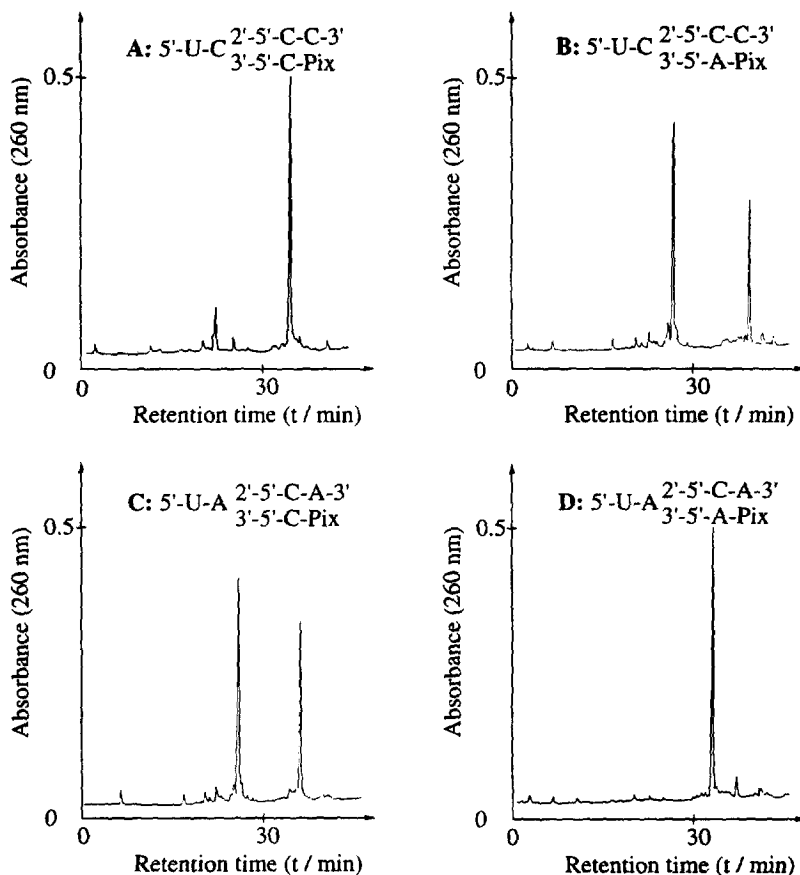 A: 5'-U-C 2'-5'-C-C-3'
3'-5'-C-Pix
0.5
Absorbance (260 nm)
0
0
30
Retention time (t / min)
B: 5'-U-C 2'-5'-C-C-3'
3'-5'-A-Pix
0.5
Absorbance (260 nm)
0
0
30
Retention time (t / min)
C: 5'-U-A 2'-5'-C-A-3'
3'-5'-C-Pix
0.5
Absorbance (260 nm)
0
0
30
Retention time (t / min)
D: 5'-U-A 2'-5'-C-A-3'
3'-5'-A-Pix
0.5
Absorbance (260 nm)
0
0
30
Retention time (t / min)